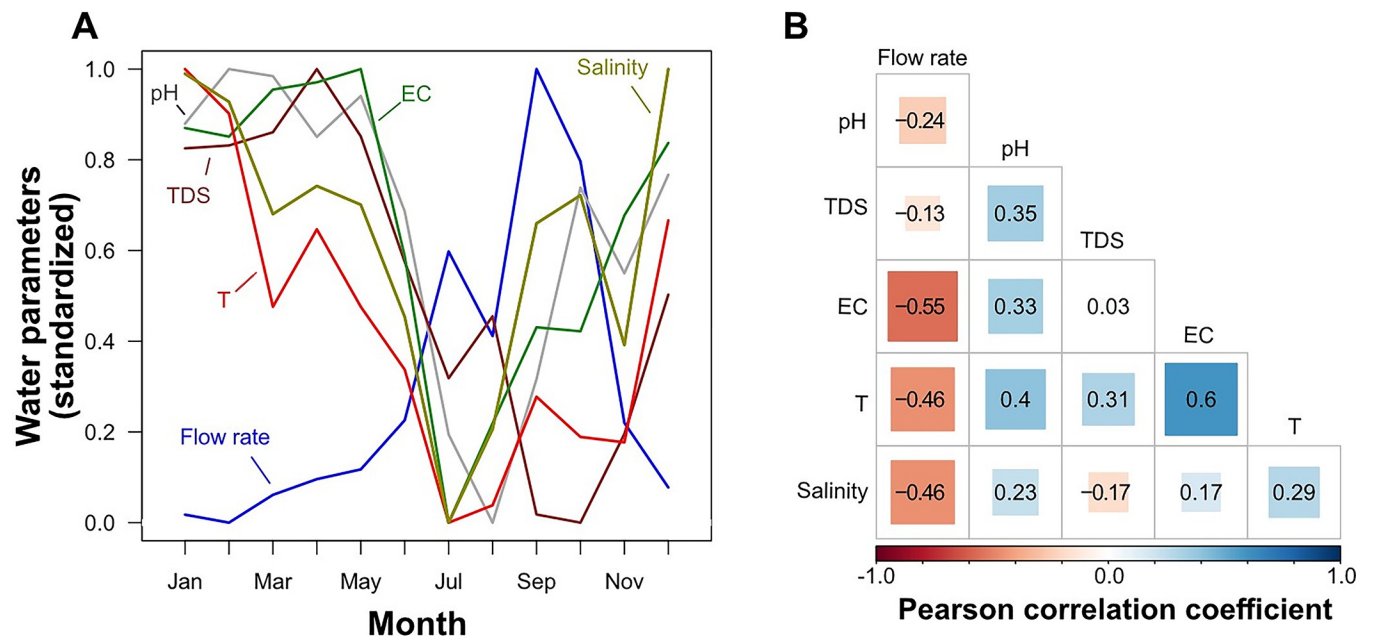 A
Water parameters
(standardized)
1.0
0.8
0.6
0.4
0.2
0.0
pH
TDS
T
Flow rate
EC
Salinity
Jan
Mar
May
Jul
Sep
Nov
Month
B
Flow rate
pH
−0.24
pH
TDS
−0.13
0.35
TDS
EC
−0.55
0.33
0.03
EC
T
−0.46
0.4
0.31
0.6
T
Salinity
−0.46
0.23
−0.17
0.17
0.29
-1.0
0.0
1.0
Pearson correlation coefficient